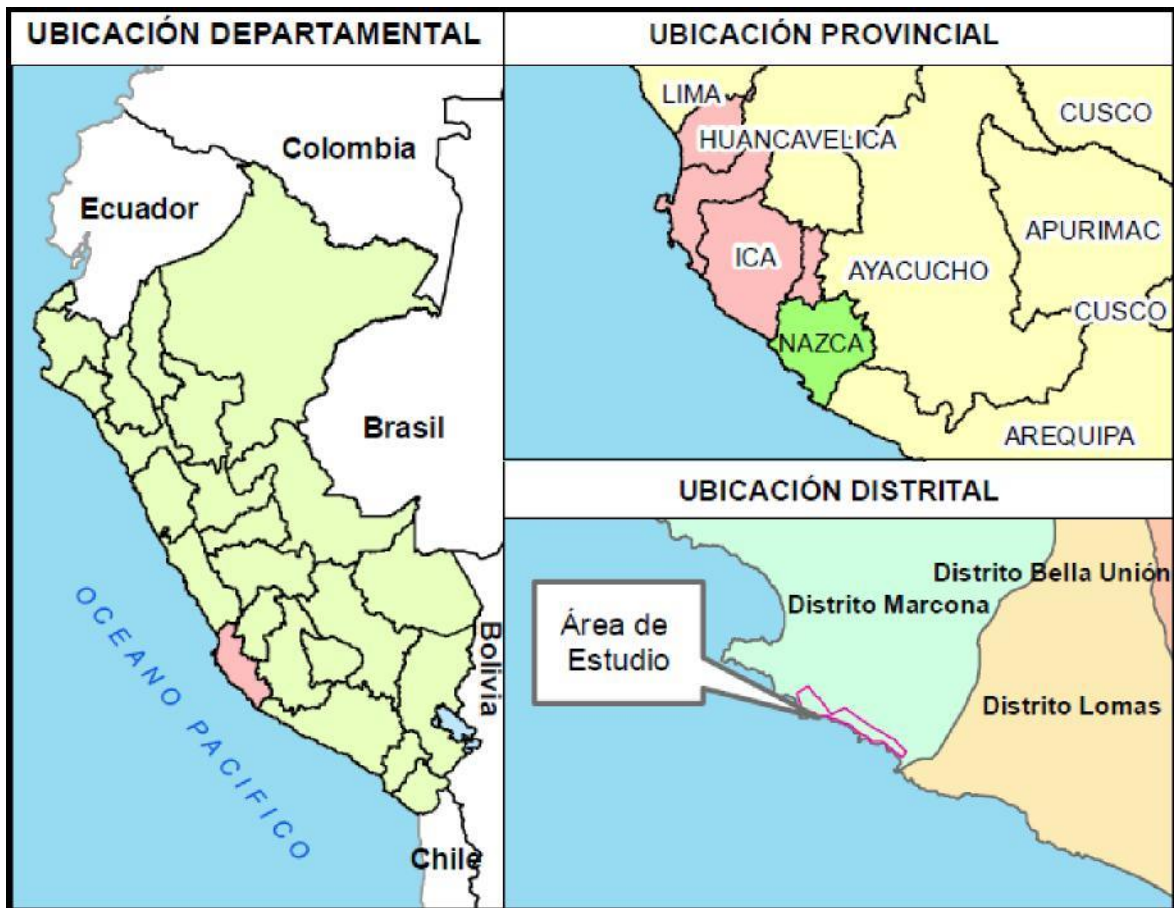 UBICACIÓN DEPARTAMENTAL
Colombia
Ecuador
Brasil
Bolivia
OCEANO PACIFICO
Chile
UBICACIÓN PROVINCIAL
LIMA
CUSCO
HUANCAVELICA
APURIMAC
ICA
AYACUCHO
CUSCO
NAZCA
AREQUIPA
UBICACIÓN DISTRITAL
Distrito Bella Unión
Distrito Marcona
Área de
Estudio
Distrito Lomas